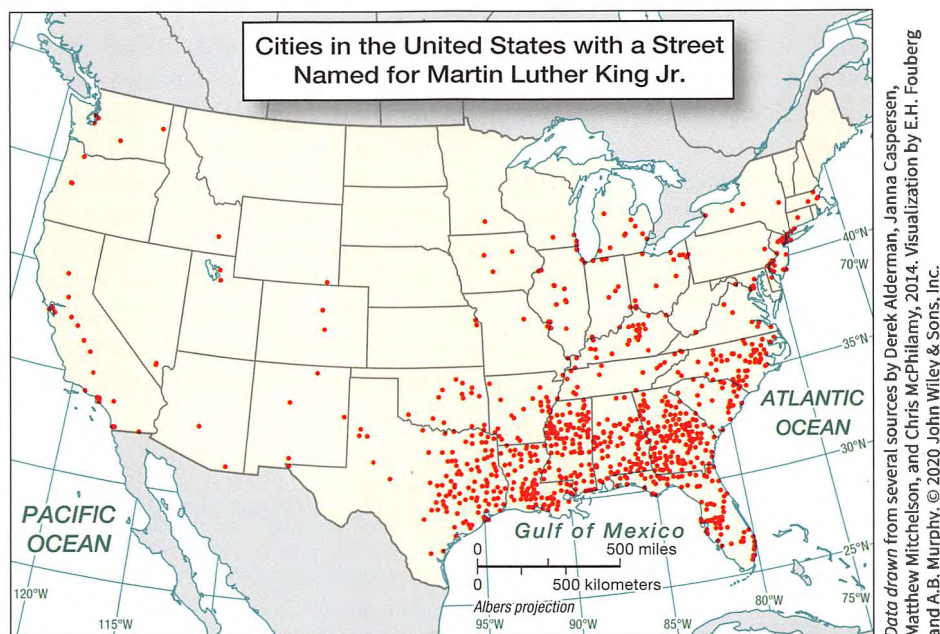 Cities in the United States with a Street
Named for Martin Luther King Jr.
40°N
70°W
35°N
ATLANTIC
OCEAN
30°N
PACIFIC
OCEAN
Gulf of Mexico
0 500 miles
0 500 kilometers
Albers projection
25°N
120°W
115°W
95°W
90°W
85°W
80°W
75°W
Data drawn from several sources by Derek Alderman, Janna Caspersen,
Matthew Mitchelson, and Chris McPhilamy, 2014. Visualization by E.H. Fouberg
and A.B. Murphy. © 2020 John Wiley & Sons, Inc.